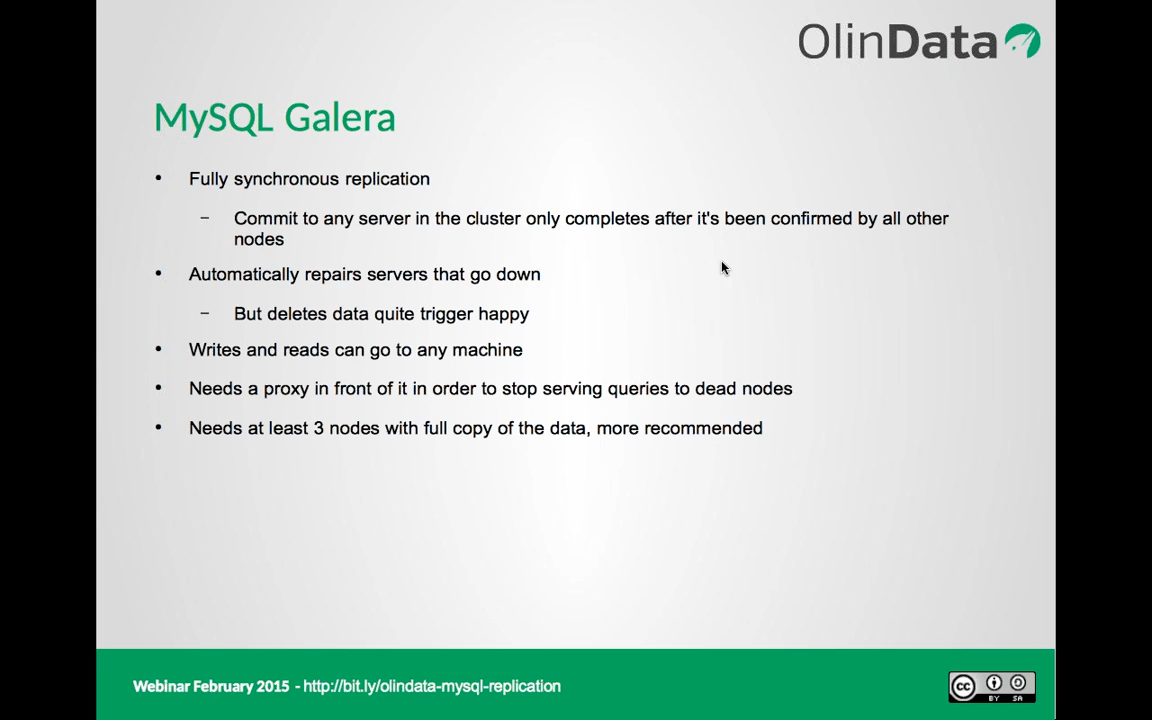 OlinData
MySQL Galera
• Fully synchronous replication
– Commit to any server in the cluster only completes after it's been confirmed by all other
nodes
• Automatically repairs servers that go down
– But deletes data quite trigger happy
• Writes and reads can go to any machine
• Needs a proxy in front of it in order to stop serving queries to dead nodes
• Needs at least 3 nodes with full copy of the data, more recommended
Webinar February 2015 - http://bit.ly/olindata-mysql-replication
cc BY SA